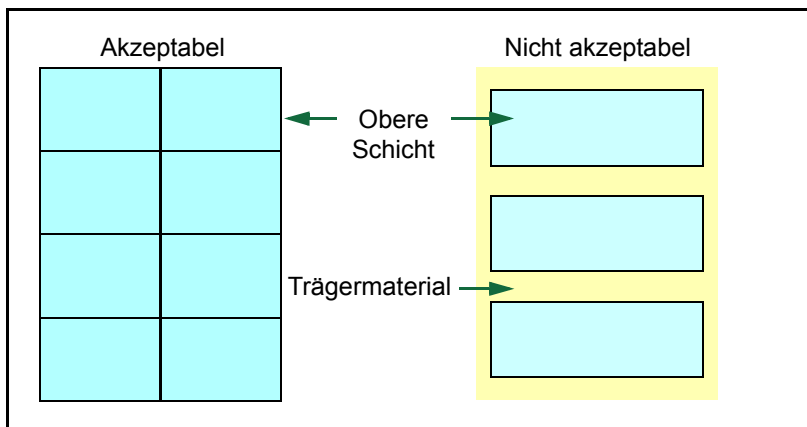 Akzeptabel
Nicht akzeptabel
Obere
Schicht
Trägermaterial